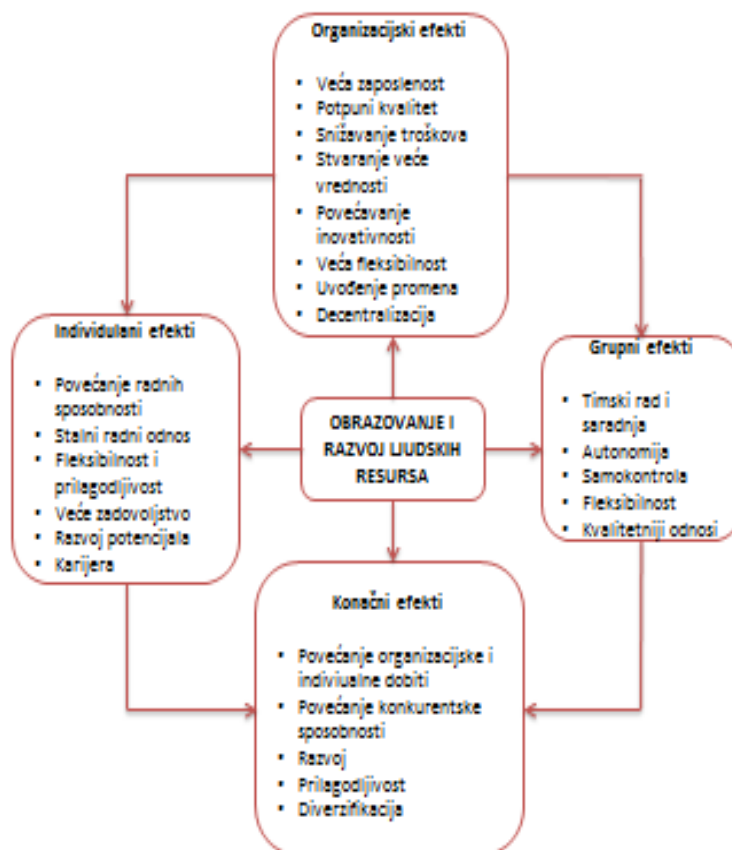 Organizacijski efekti
• Veća zaposlenost
• Potpuni kvalitet
• Snižavanje troškova
• Stvaranje veće
vrednosti
• Povećavanje
inovativnosti
• Veća fleksibilnost
• Uvođenje promena
• Decentralizacija
Individulani efekti
• Povećanje radnih
sposobnosti
• Stalni radni odnos
• Fleksibilnost i
prilagodljivost
• Veće zadovoljstvo
• Razvoj potencijala
• Karijera
OBRAZOVANJE I
RAZVOJ LJUDSKIH
RESURSA
Grupni efekti
• Timski rad i
saradnja
• Autonomija
• Samokontrola
• Fleksibilnost
• Kvalitetniji odnosi
Konačni efekti
• Povećanje organizacijske i
indiviualne dobiti
• Povećanje konkurentske
sposobnosti
• Razvoj
• Prilagodljivost
• Diverzifikacija